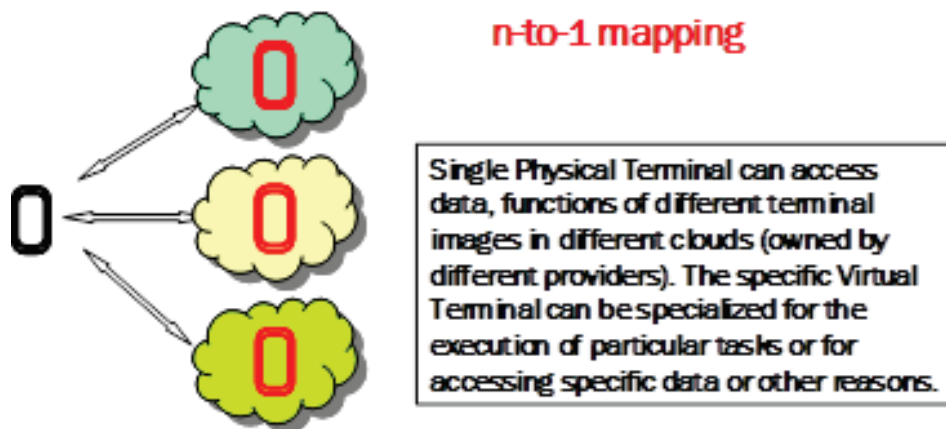 n-to-1 mapping
Single Physical Terminal can access
data, functions of different terminal
images in different clouds (owned by
different providers). The specific Virtual
Terminal can be specialized for the
execution of particular tasks or for
accessing specific data or other reasons.